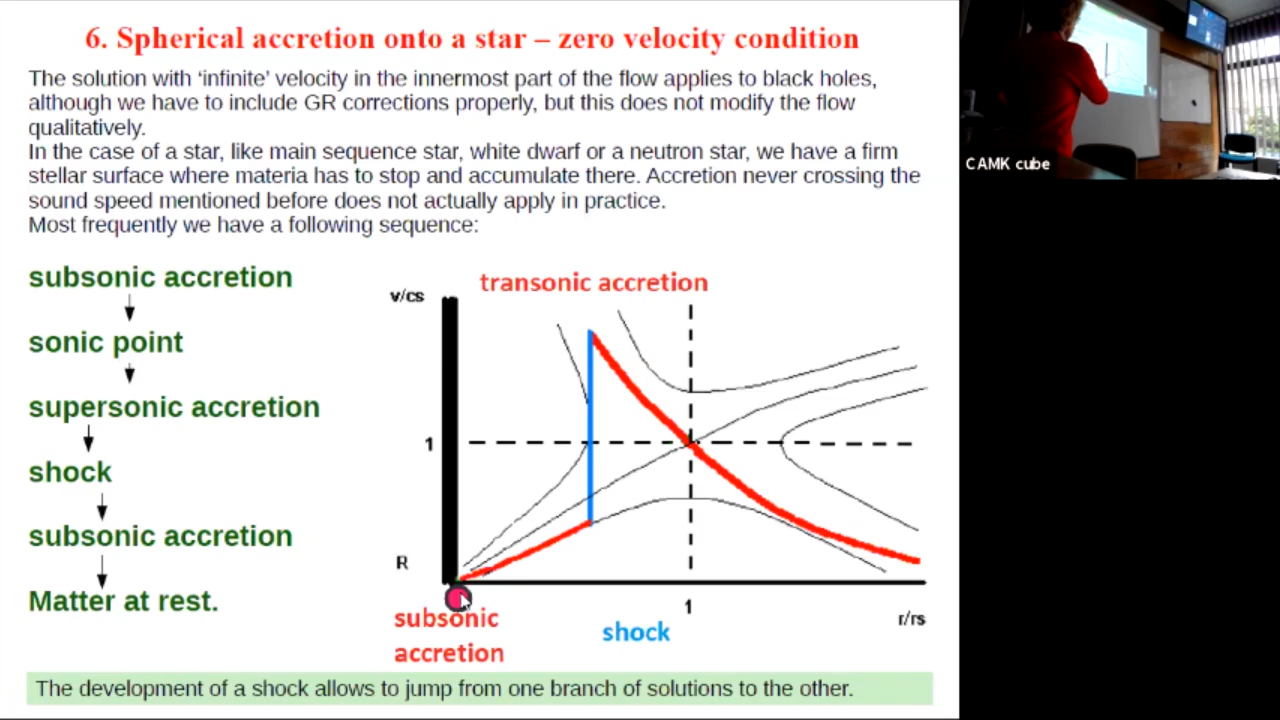 6. Spherical accretion onto a star – zero velocity condition
The solution with ‘infinite’ velocity in the innermost part of the flow applies to black holes,
although we have to include GR corrections properly, but this does not modify the flow
qualitatively.
In the case of a star, like main sequence star, white dwarf or a neutron star, we have a firm
stellar surface where materia has to stop and accumulate there. Accretion never crossing the
sound speed mentioned before does not actually apply in practice.
Most frequently we have a following sequence:
subsonic accretion
sonic point
supersonic accretion
shock
subsonic accretion
Matter at rest.
transonic accretion
v/cs
1
R
1
r/rs
subsonic
accretion
shock
The development of a shock allows to jump from one branch of solutions to the other.
CAMK cube